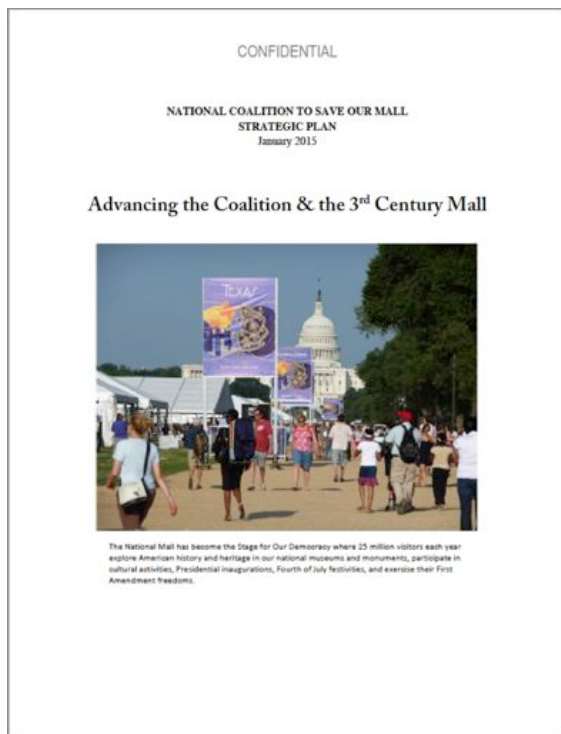 CONFIDENTIAL
NATIONAL COALITION TO SAVE OUR MALL
STRATEGIC PLAN
January 2015
Advancing the Coalition & the 3rd Century Mall
TEXAS
The National Mall has become the Stage for Our Democracy where 25 million visitors each year
explore American history and heritage in our national museums and monuments, participate in
cultural activities, Presidential inaugurations, Fourth of July festivities, and exercise their First
Amendment freedoms.